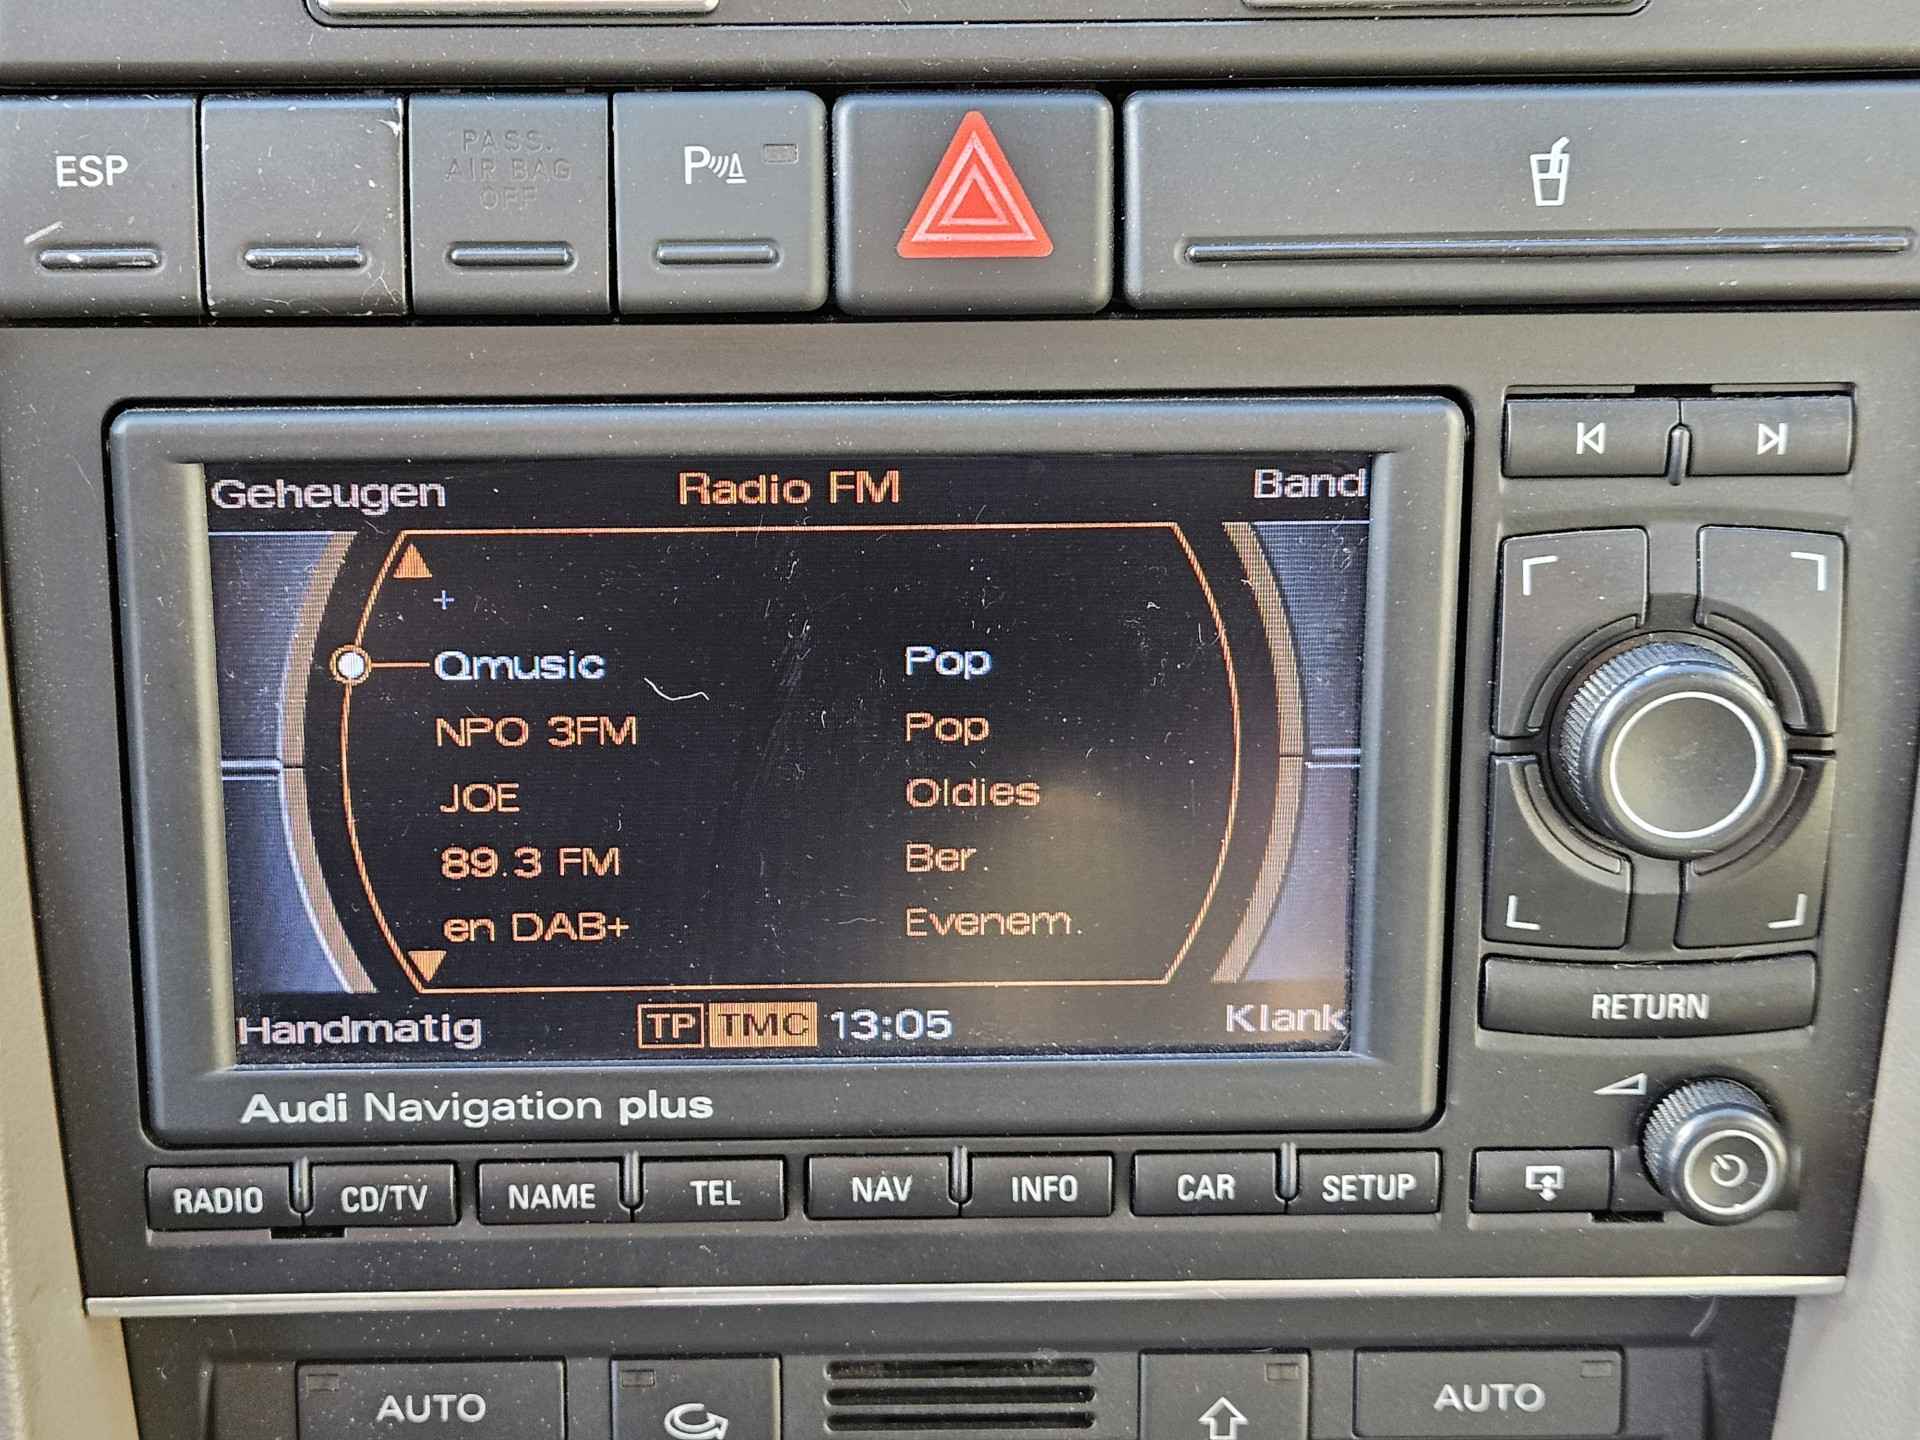 ESP
PASS.
AIR BAG
OFF
P
Geheugen Radio FM Band
+
Qmusic Pop
NPO 3FM Pop
JOE Oldies
89.3 FM Ber.
en DAB+ Evenem.
Handmatig TP TMC 13:05 Klank
RETURN
Audi Navigation plus
RADIO CD/TV NAME TEL NAV INFO CAR SETUP
AUTO AUTO